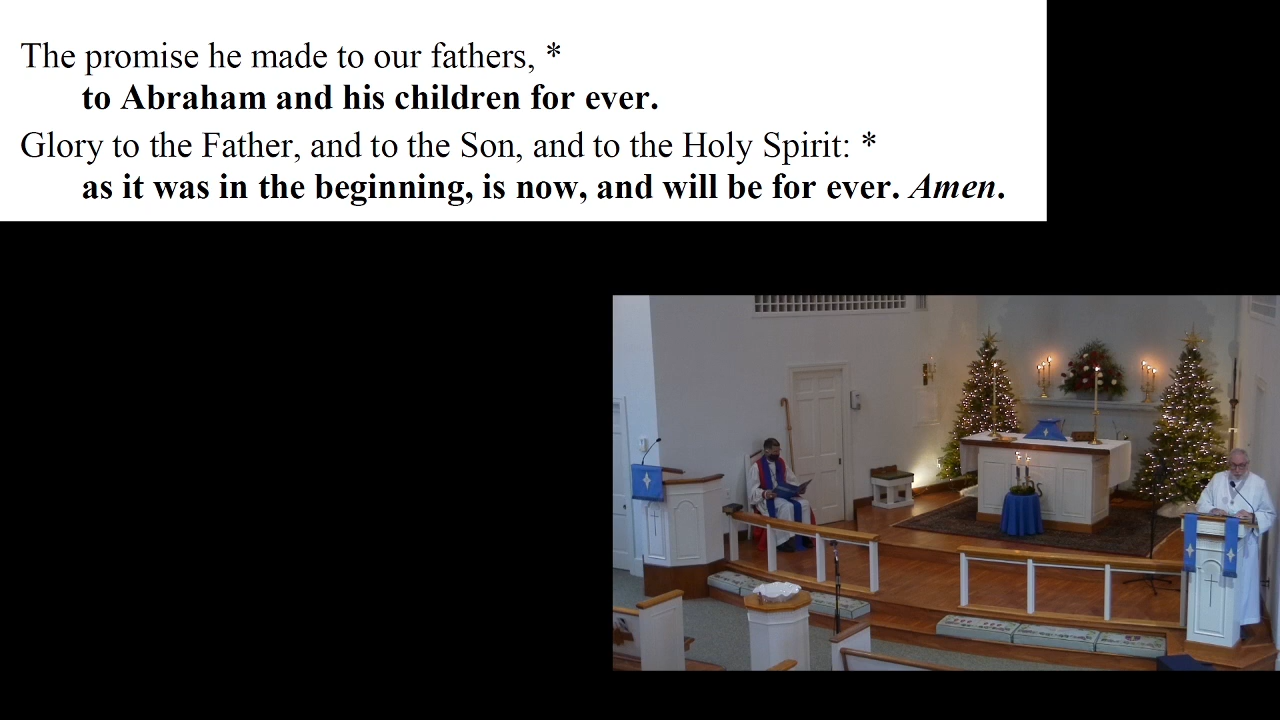 The promise he made to our fathers, *
to Abraham and his children for ever.
Glory to the Father, and to the Son, and to the Holy Spirit: *
as it was in the beginning, is now, and will be for ever. Amen.